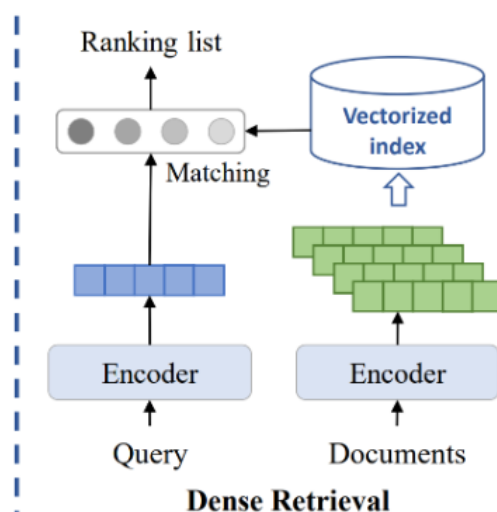 Ranking list
Vectorized
index
Matching
Encoder
Encoder
Query
Documents
Dense Retrieval